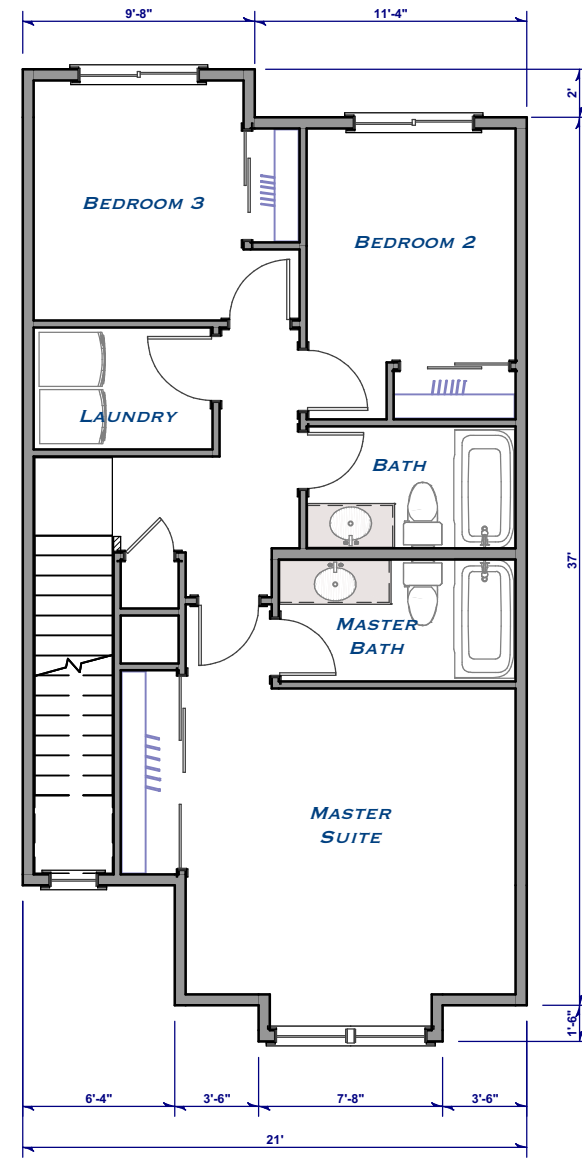 9'-8" 11'-4"
2'
BEDROOM 3
BEDROOM 2
LAUNDRY
BATH
37'
MASTER
BATH
MASTER
SUITE
1'-6"
6'-4" 3'-6" 7'-8" 3'-6"
21'